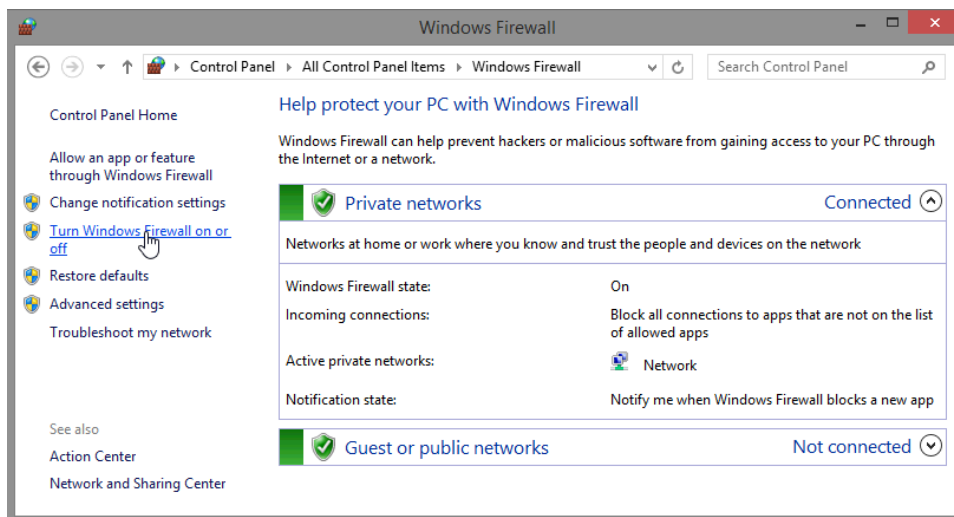 Windows Firewall
Control Panel All Control Panel Items Windows Firewall
Search Control Panel
Control Panel Home
Allow an app or feature
through Windows Firewall
Change notification settings
Turn Windows Firewall on or
off
Restore defaults
Advanced settings
Troubleshoot my network
See also
Action Center
Network and Sharing Center
Help protect your PC with Windows Firewall
Windows Firewall can help prevent hackers or malicious software from gaining access to your PC through
the Internet or a network.
Private networks Connected
Networks at home or work where you know and trust the people and devices on the network
Windows Firewall state: On
Incoming connections: Block all connections to apps that are not on the list
of allowed apps
Active private networks: Network
Notification state: Notify me when Windows Firewall blocks a new app
Guest or public networks Not connected